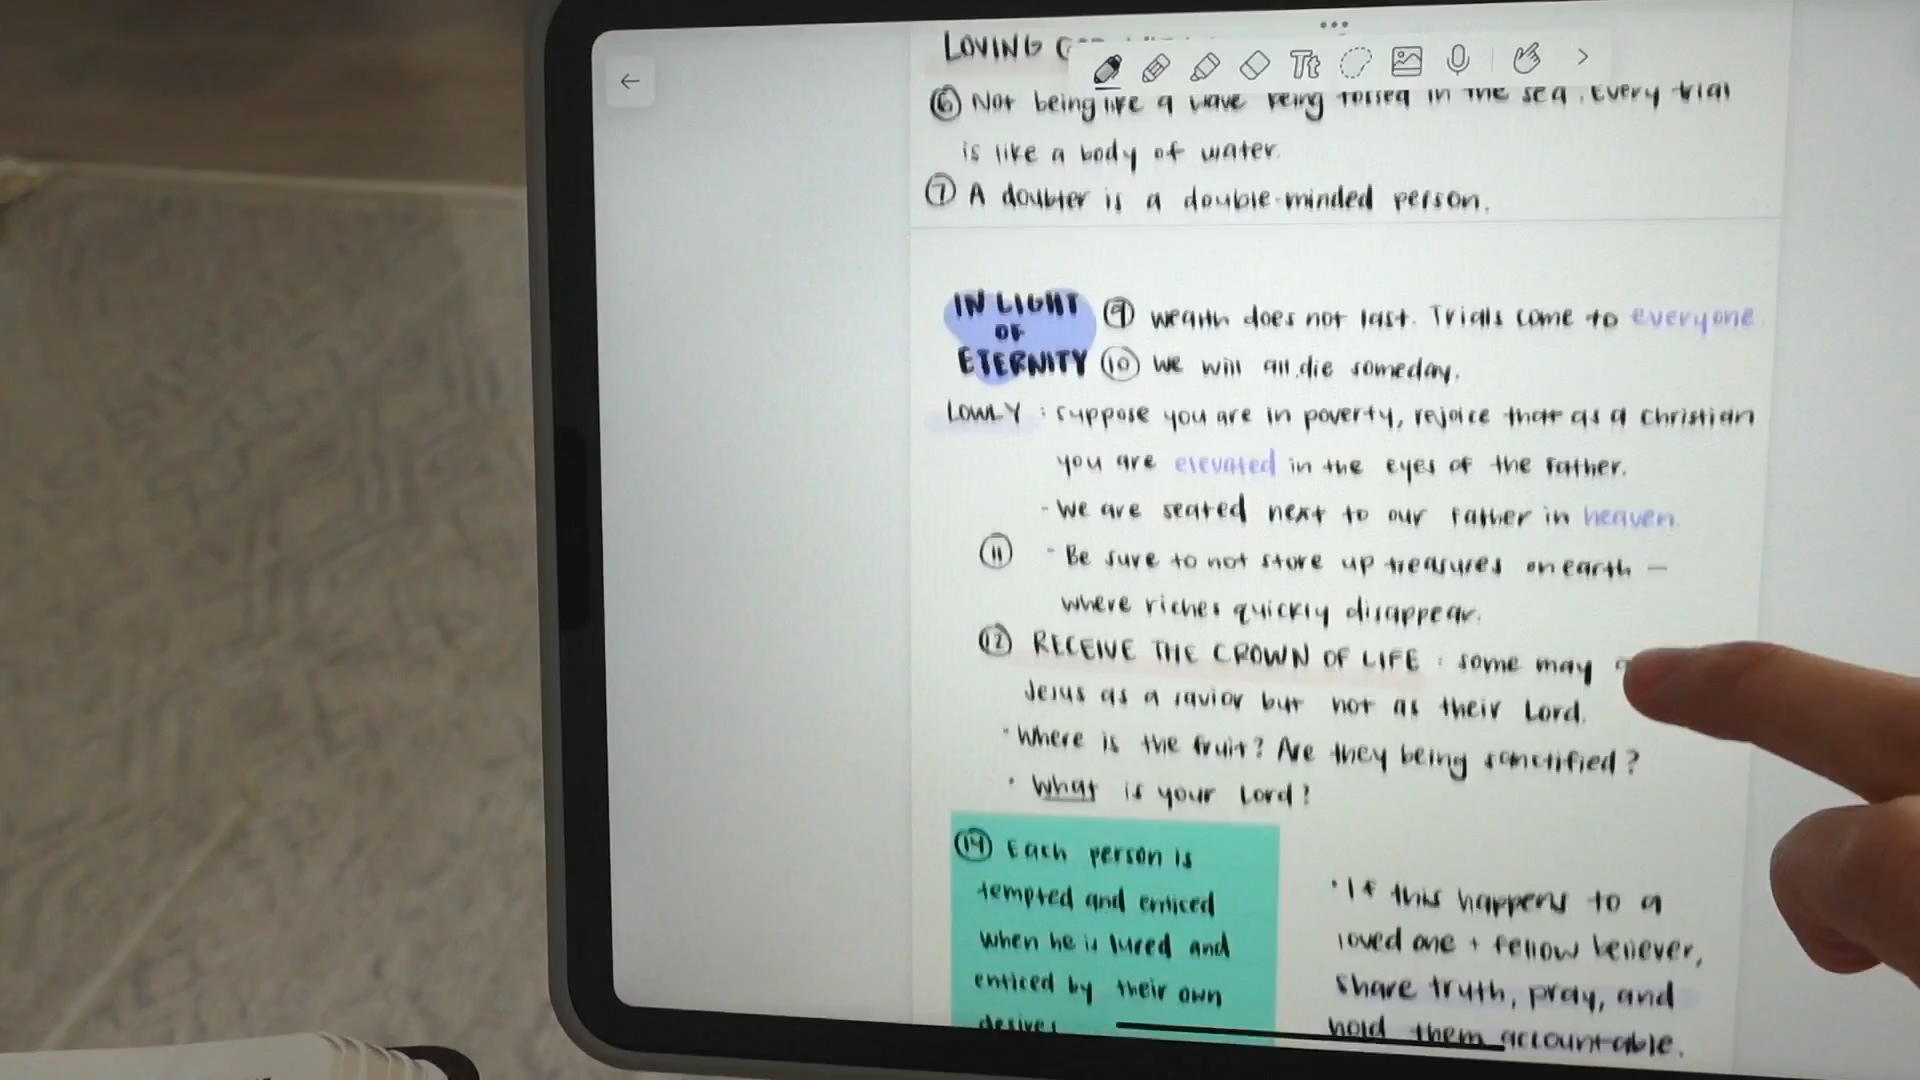 LOVING
⑥ Not being like a wave being tossed in the sea. Every trial
is like a body of water.
⑦ A doubter is a double-minded person.
IN LIGHT
OF
ETERNITY
⑨ Wealth does not last. Trials come to everyone.
⑩ We will all die someday.
LOWLY : suppose you are in poverty, rejoice that as a christian
you are elevated in the eyes of the Father.
- We are seated next to our Father in heaven.
⑪ - Be sure to not store up treasures on earth —
where riches quickly disappear.
⑫ RECEIVE THE CROWN OF LIFE : some may
Jesus as a savior but not as their Lord.
• Where is the fruit? Are they being sanctified?
• What is your Lord?
⑭ Each person is
tempted and enticed
when he is lured and
enticed by their own
desires
• If this happens to a
loved one + fellow believer,
share truth, pray, and
hold them accountable.
Tt